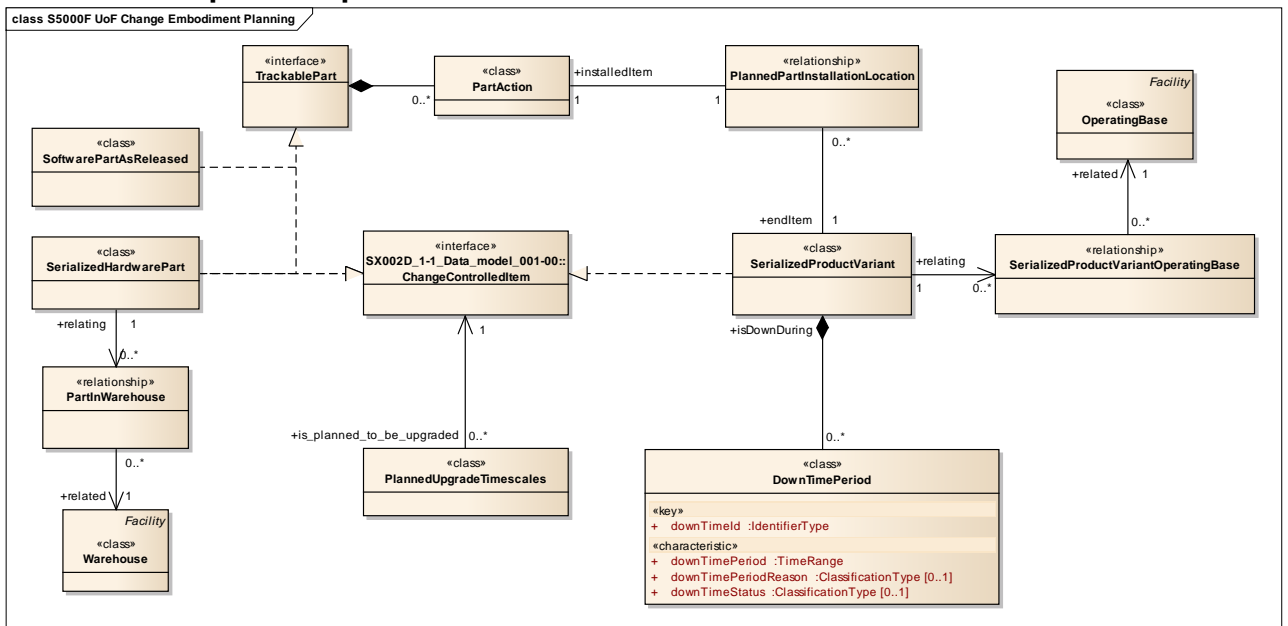 class S5000F UoF Change Embodiment Planning
«interface»
TrackablePart
0..*
«class»
PartAction
+installedItem
1
1
«relationship»
PlannedPartInstallationLocation
0..*
Facility
«class»
OperatingBase
+related
1
0..*
«class»
SoftwarePartAsReleased
«class»
SerializedHardwarePart
«interface»
SX002D_1-1_Data_model_001-00::
ChangeControlledItem
+endItem
1
«class»
SerializedProductVariant
+relating
1
0..*
«relationship»
SerializedProductVariantOperatingBase
+relating
1
0..*
1
+isDownDuring
«relationship»
PartInWarehouse
0..*
+related
1
+is_planned_to_be_upgraded
0..*
«class»
PlannedUpgradeTimescales
0..*
Facility
«class»
Warehouse
«class»
DownTimePeriod
«key»
+ downTimeId :IdentifierType
«characteristic»
+ downTimePeriod :TimeRange
+ downTimePeriodReason :ClassificationType [0..1]
+ downTimeStatus :ClassificationType [0..1]